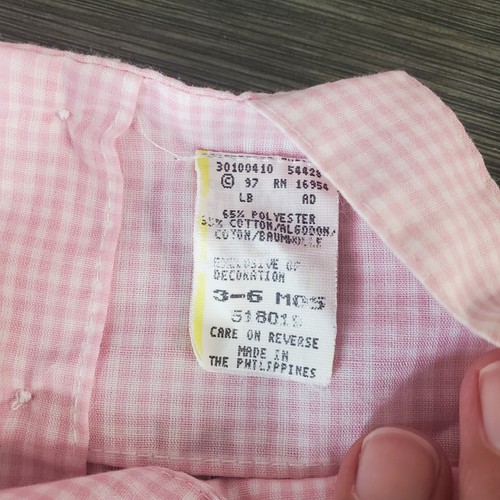 30100410 54428
© 97 RN 16954
LB AD
65% POLYESTER
35% COTTON/ALGODON/
COTON/BAUMWOLLE
EXCLUSIVE OF
DECORATION
3-6 MOS
518019
CARE ON REVERSE
MADE IN
THE PHILIPPINES